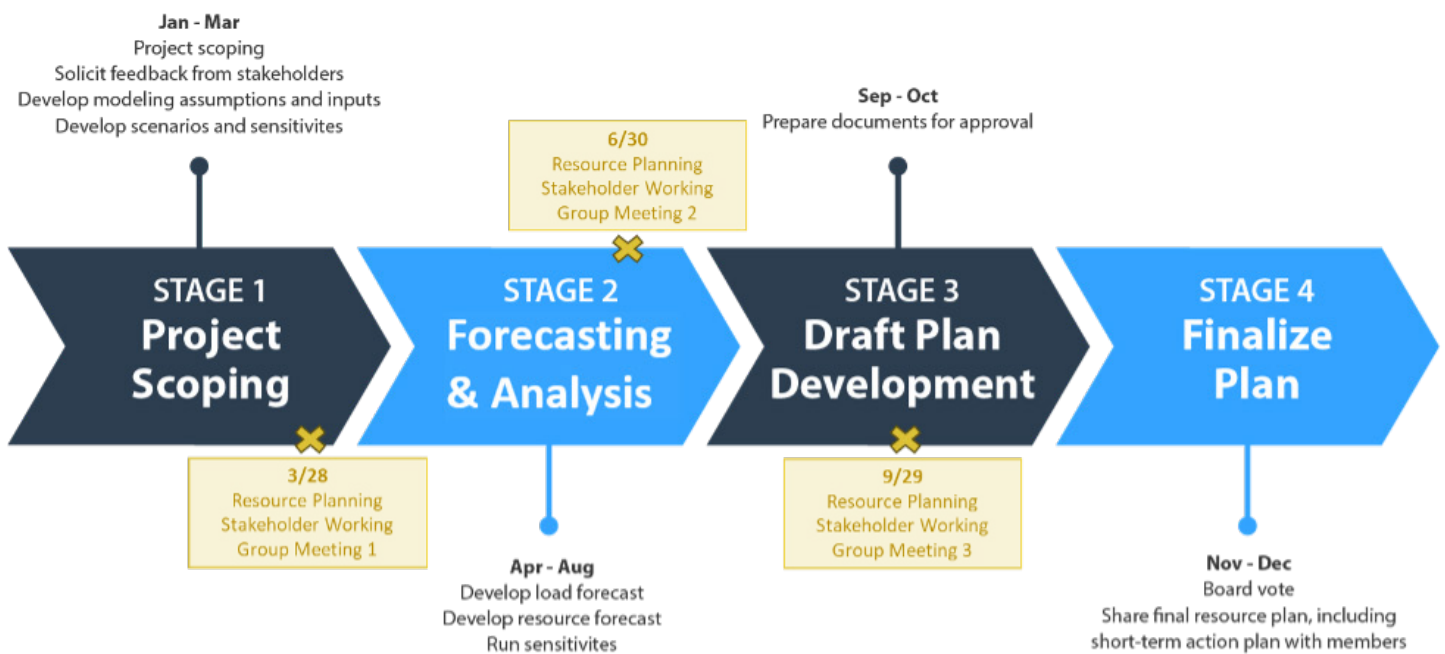 Jan - Mar
Project scoping
Solicit feedback from stakeholders
Develop modeling assumptions and inputs
Develop scenarios and sensitivites
STAGE 1
Project
Scoping
3/28
Resource Planning
Stakeholder Working
Group Meeting 1
6/30
Resource Planning
Stakeholder Working
Group Meeting 2
STAGE 2
Forecasting
& Analysis
Apr - Aug
Develop load forecast
Develop resource forecast
Run sensitivites
Sep - Oct
Prepare documents for approval
STAGE 3
Draft Plan
Development
9/29
Resource Planning
Stakeholder Working
Group Meeting 3
STAGE 4
Finalize
Plan
Nov - Dec
Board vote
Share final resource plan, including
short-term action plan with members